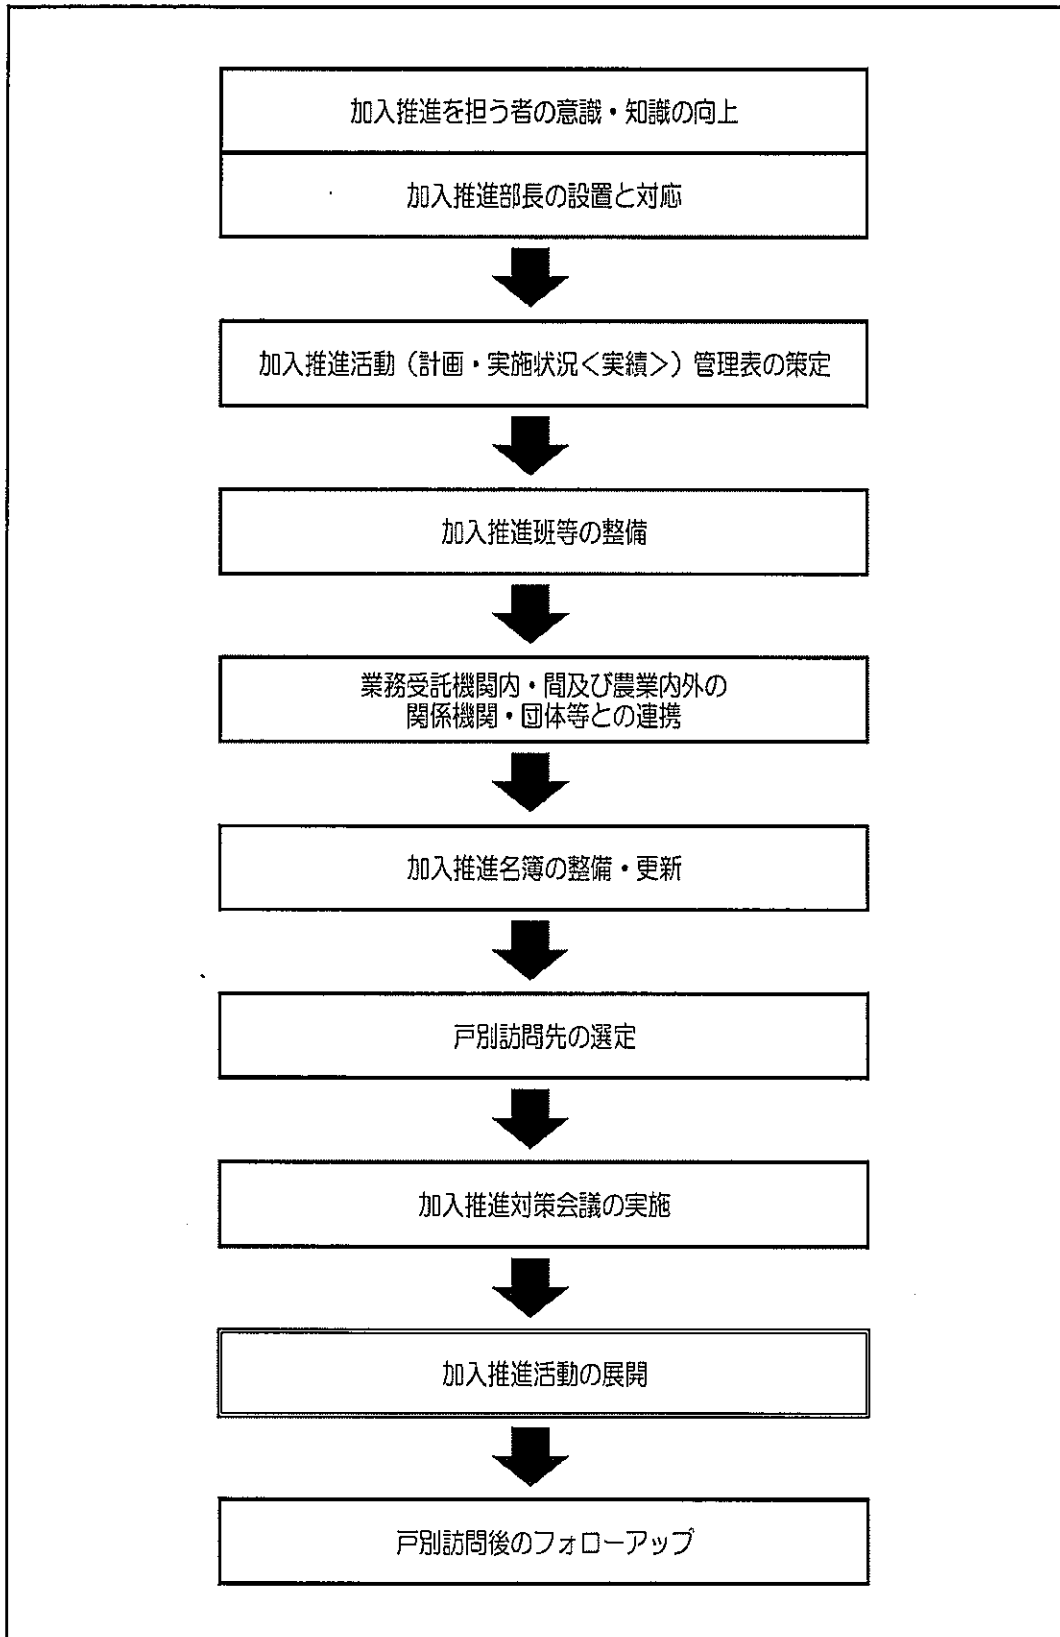 加入推進を担う者の意識・知識の向上
加入推進部長の設置と対応
加入推進活動（計画・実施状況＜実績＞）管理表の策定
加入推進班等の整備
業務受託機関内・間及び農業内外の
関係機関・団体等との連携
加入推進名簿の整備・更新
戸別訪問先の選定
加入推進対策会議の実施
加入推進活動の展開
戸別訪問後のフォローアップ